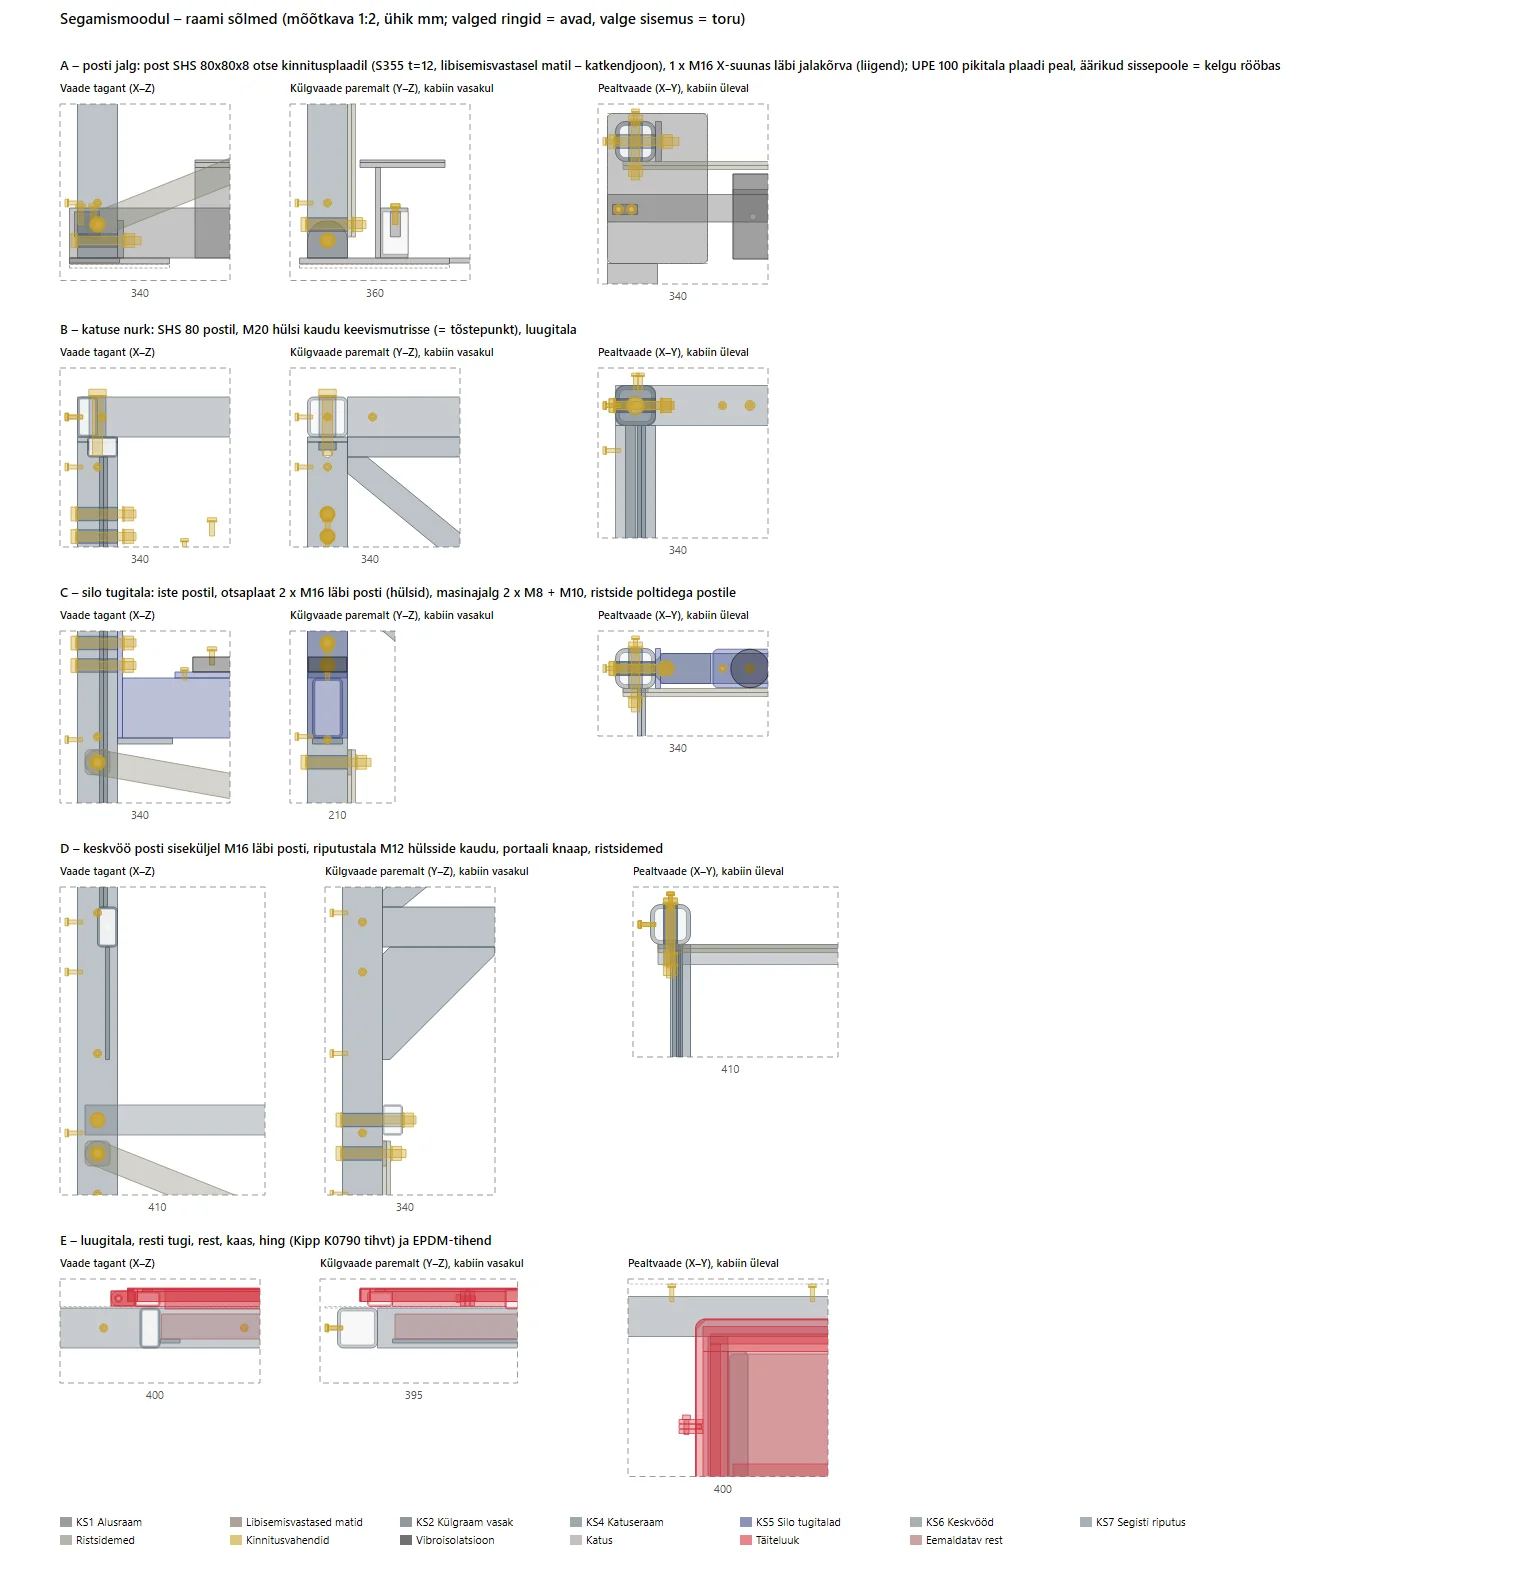 Segamismoodul – raami sõlmed (mõõtkava 1:2, ühik mm; valged ringid = avad, valge sisemus = toru)
A – posti jalg: post SHS 80x80x8 otse kinnitusplaadil (S355 t=12, libisemisvastasel matil – katkendjoon), 1 x M16 X-suunas läbi jalakõrva (liigend); UPE 100 pikitala plaadi peal, äärikud sissepoole = kelgu rööbas
Vaade tagant (X–Z)
Külgvaade paremalt (Y–Z), kabiin vasakul
Pealtvaade (X–Y), kabiin üleval
340
360
340
B – katuse nurk: SHS 80 postil, M20 hülsi kaudu keevismutrisse (= tõstepunkt), luugitala
Vaade tagant (X–Z)
Külgvaade paremalt (Y–Z), kabiin vasakul
Pealtvaade (X–Y), kabiin üleval
340
340
340
C – silo tugitala: iste postil, otsaplaat 2 x M16 läbi posti (hülsid), masinajalg 2 x M8 + M10, ristside poltidega postile
Vaade tagant (X–Z)
Külgvaade paremalt (Y–Z), kabiin vasakul
Pealtvaade (X–Y), kabiin üleval
340
210
340
D – keskvöö posti siseküljel M16 läbi posti, riputustala M12 hülsside kaudu, portaali knaap, ristsidemed
Vaade tagant (X–Z)
Külgvaade paremalt (Y–Z), kabiin vasakul
Pealtvaade (X–Y), kabiin üleval
410
340
410
E – luugitala, resti tugi, rest, kaas, hing (Kipp K0790 tihvt) ja EPDM-tihend
Vaade tagant (X–Z)
Külgvaade paremalt (Y–Z), kabiin vasakul
Pealtvaade (X–Y), kabiin üleval
400
395
400
KS1 Alusraam
Libisemisvastased matid
KS2 Külgraam vasak
KS4 Katuseraam
KS5 Silo tugitalad
KS6 Keskvööd
KS7 Segisti riputus
Ristsidemed
Kinnitusvahendid
Vibroisolatsioon
Katus
Täiteluuk
Eemaldatav rest